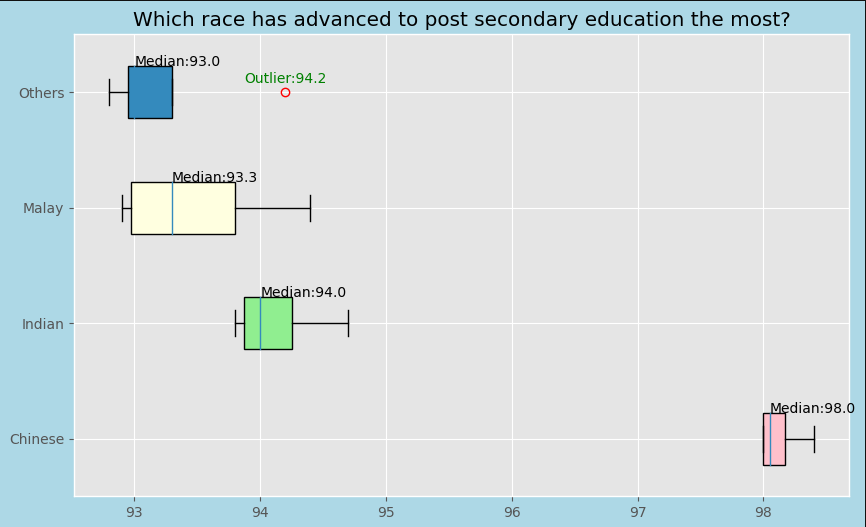 Which race has advanced to post secondary education the most?
Others
Median:93.0
Outlier:94.2
Malay
Median:93.3
Indian
Median:94.0
Chinese
Median:98.0
93 94 95 96 97 98